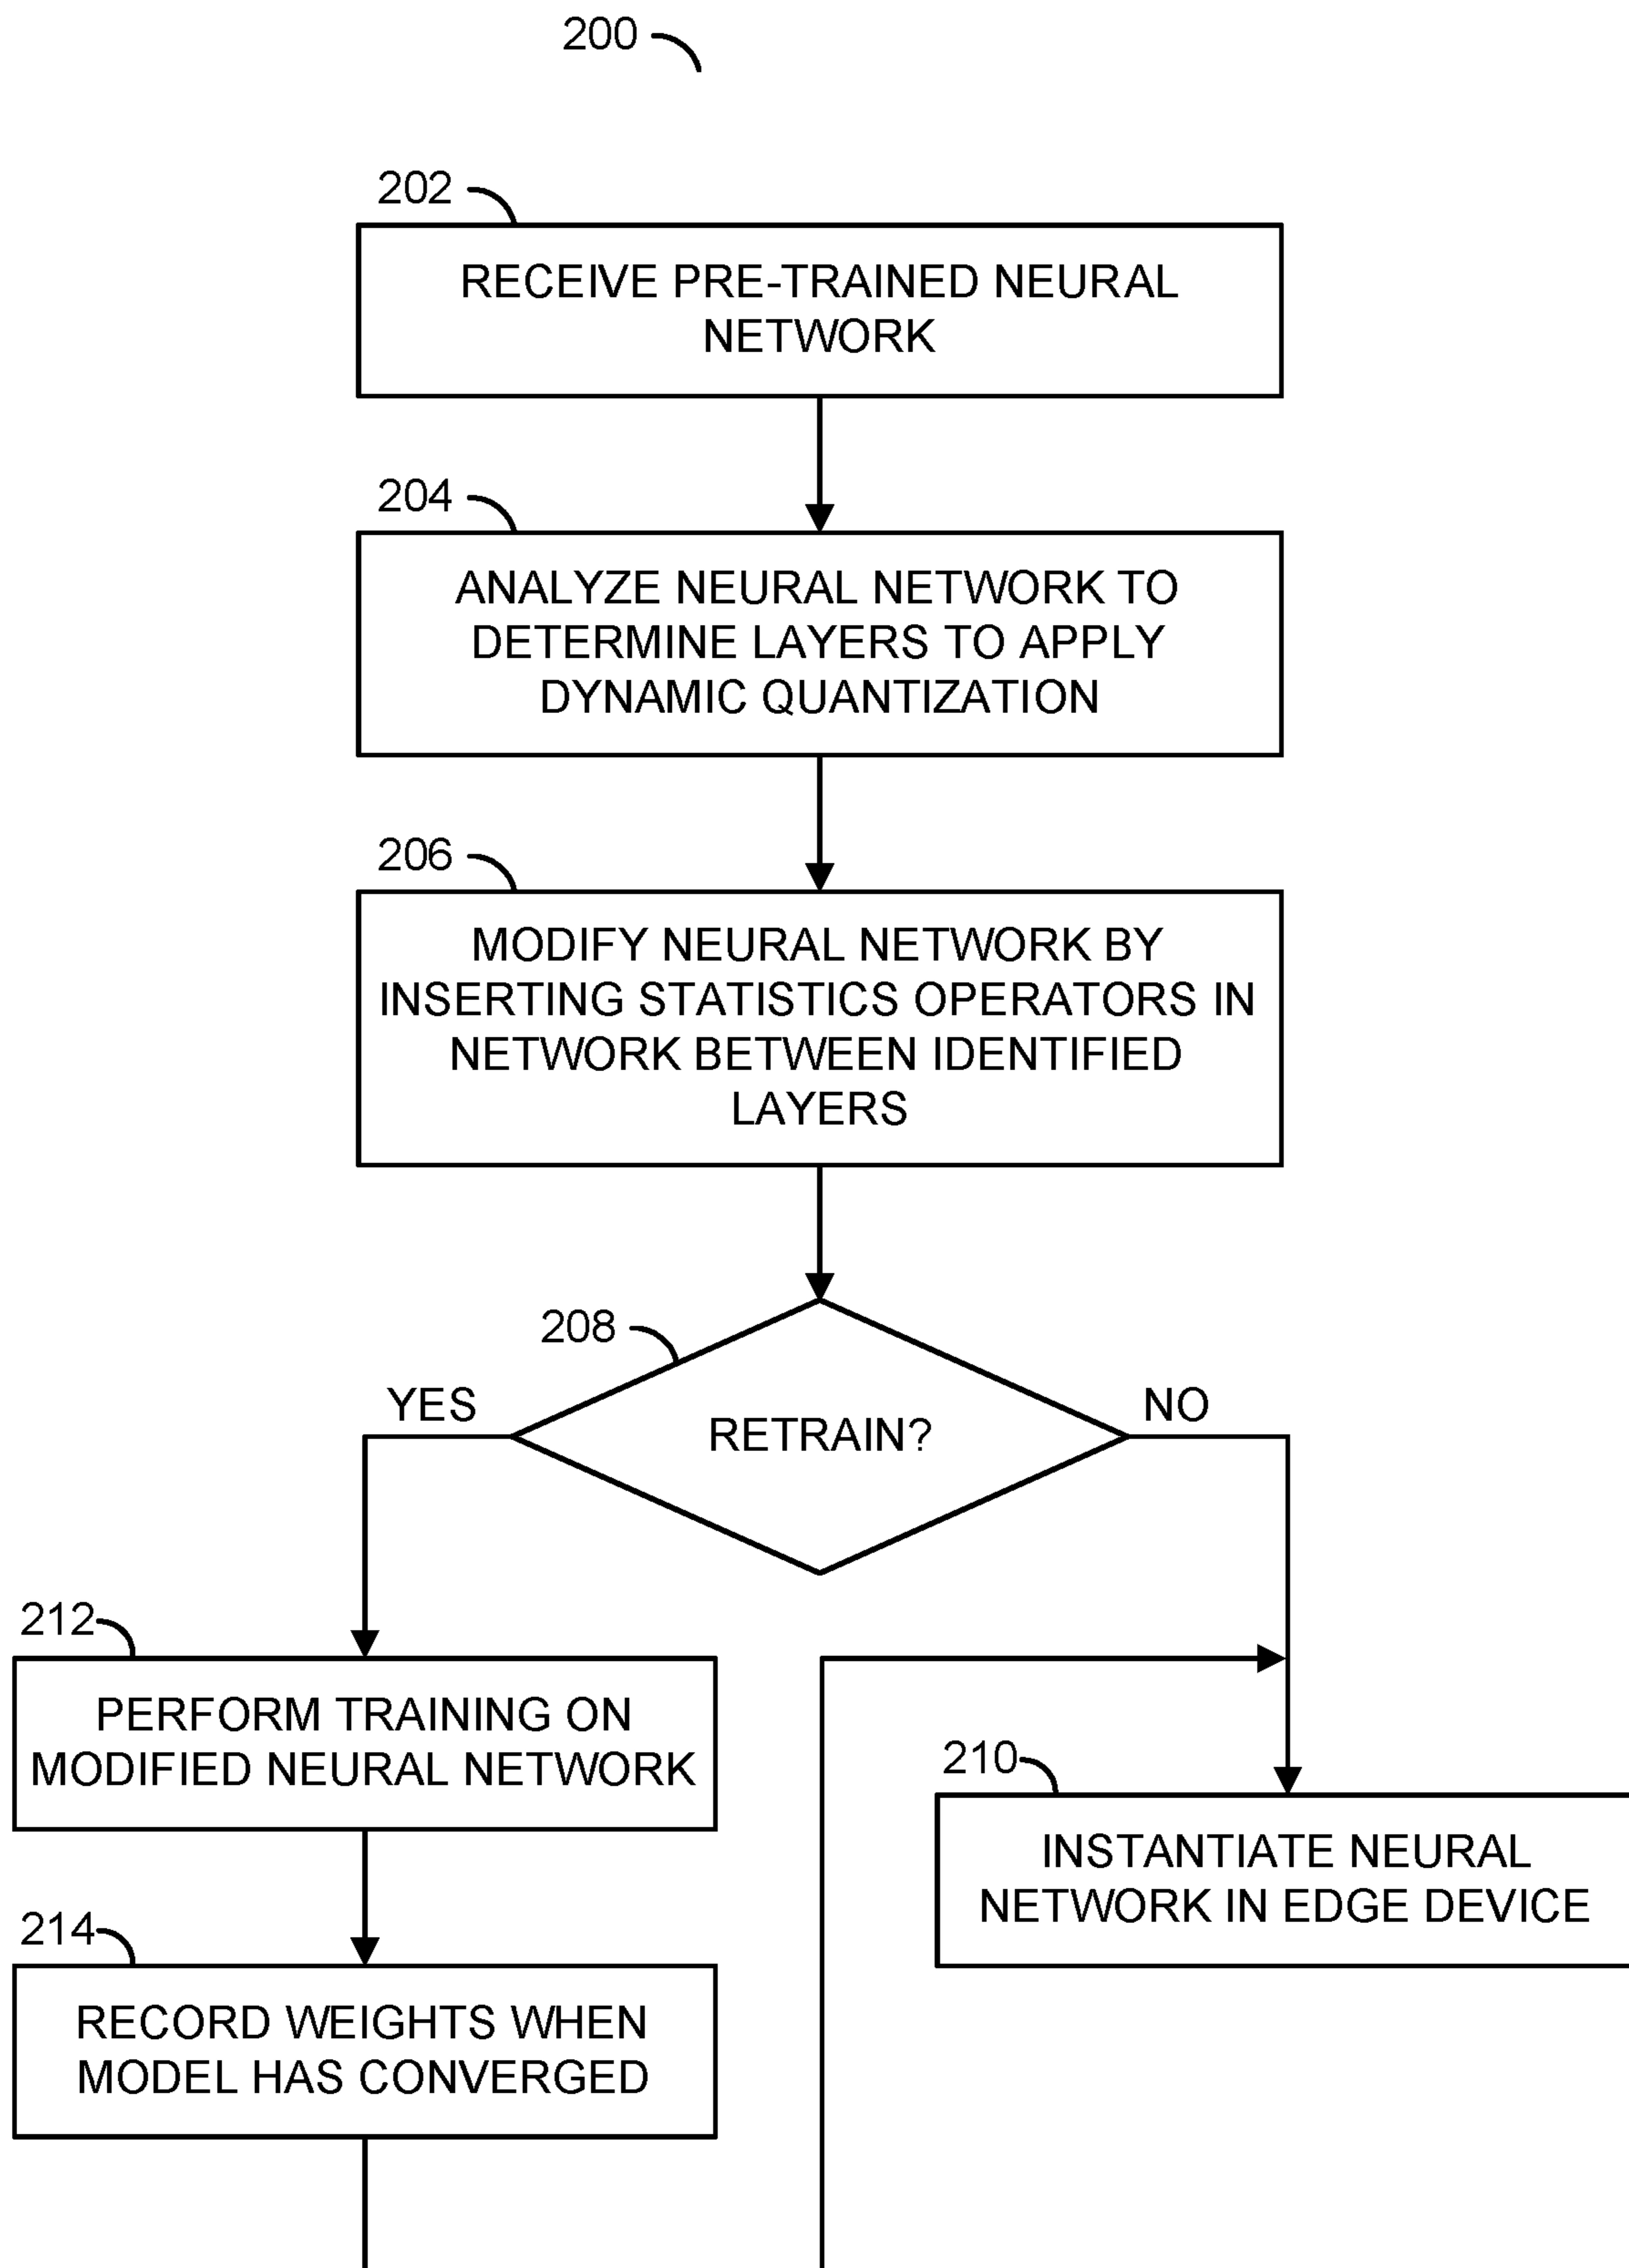 200
202
RECEIVE PRE-TRAINED NEURAL
NETWORK
204
ANALYZE NEURAL NETWORK TO
DETERMINE LAYERS TO APPLY
DYNAMIC QUANTIZATION
206
MODIFY NEURAL NETWORK BY
INSERTING STATISTICS OPERATORS IN
NETWORK BETWEEN IDENTIFIED
LAYERS
208
YES
RETRAIN?
NO
212
PERFORM TRAINING ON
MODIFIED NEURAL NETWORK
210
INSTANTIATE NEURAL
NETWORK IN EDGE DEVICE
214
RECORD WEIGHTS WHEN
MODEL HAS CONVERGED